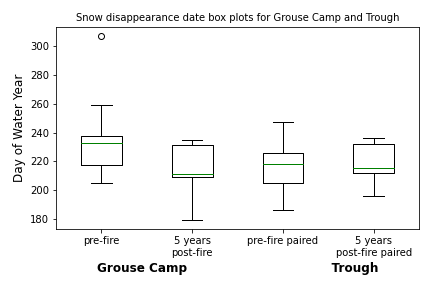 Snow disappearance date box plots for Grouse Camp and Trough
Day of Water Year
300
280
260
240
220
200
180
pre-fire
5 years
post-fire
pre-fire paired
5 years
post-fire paired
Grouse Camp
Trough